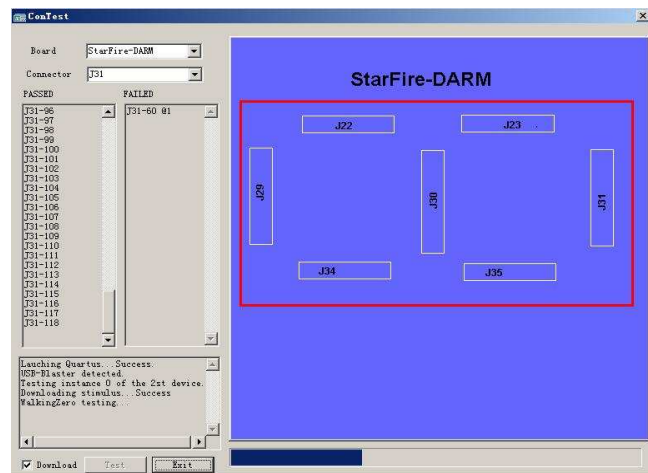 ConTest
Board
StarFire-DARM
Connector
J31
PASSED
FAILED
J31-96
J31-97
J31-98
J31-99
J31-100
J31-101
J31-102
J31-103
J31-104
J31-105
J31-106
J31-107
J31-108
J31-109
J31-110
J31-111
J31-112
J31-113
J31-114
J31-115
J31-116
J31-117
J31-118
J31-60 @1
Lauching Quartus...Success
USB-Blaster detected.
Testing instance 0 of the 2st device.
Downloading stimulus...Success
WalkingZero testing...
Download
Test
Exit
StarFire-DARM
J22
J23
J29
J30
J31
J34
J35